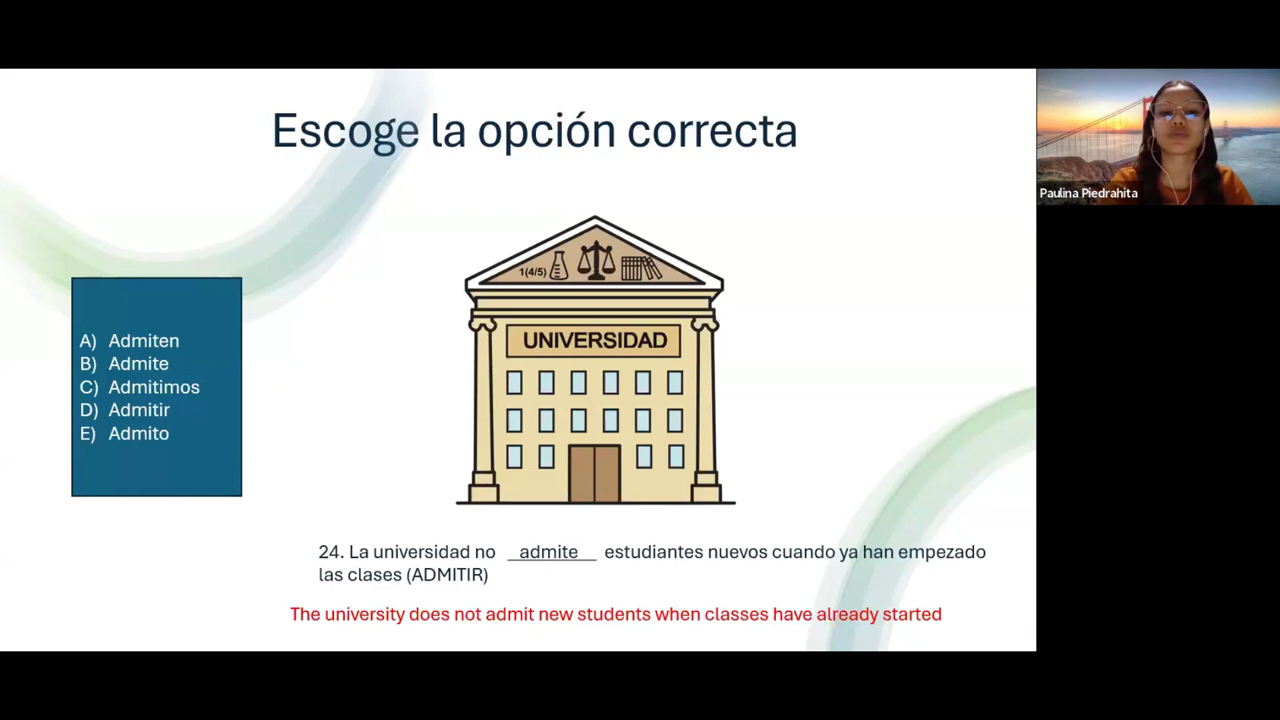 Escoge la opción correcta
Paulina Piedrahita
1(4/5)
UNIVERSIDAD
A) Admiten
B) Admite
C) Admitimos
D) Admitir
E) Admito
24. La universidad no __admite__ estudiantes nuevos cuando ya han empezado
las clases (ADMITIR)
The university does not admit new students when classes have already started